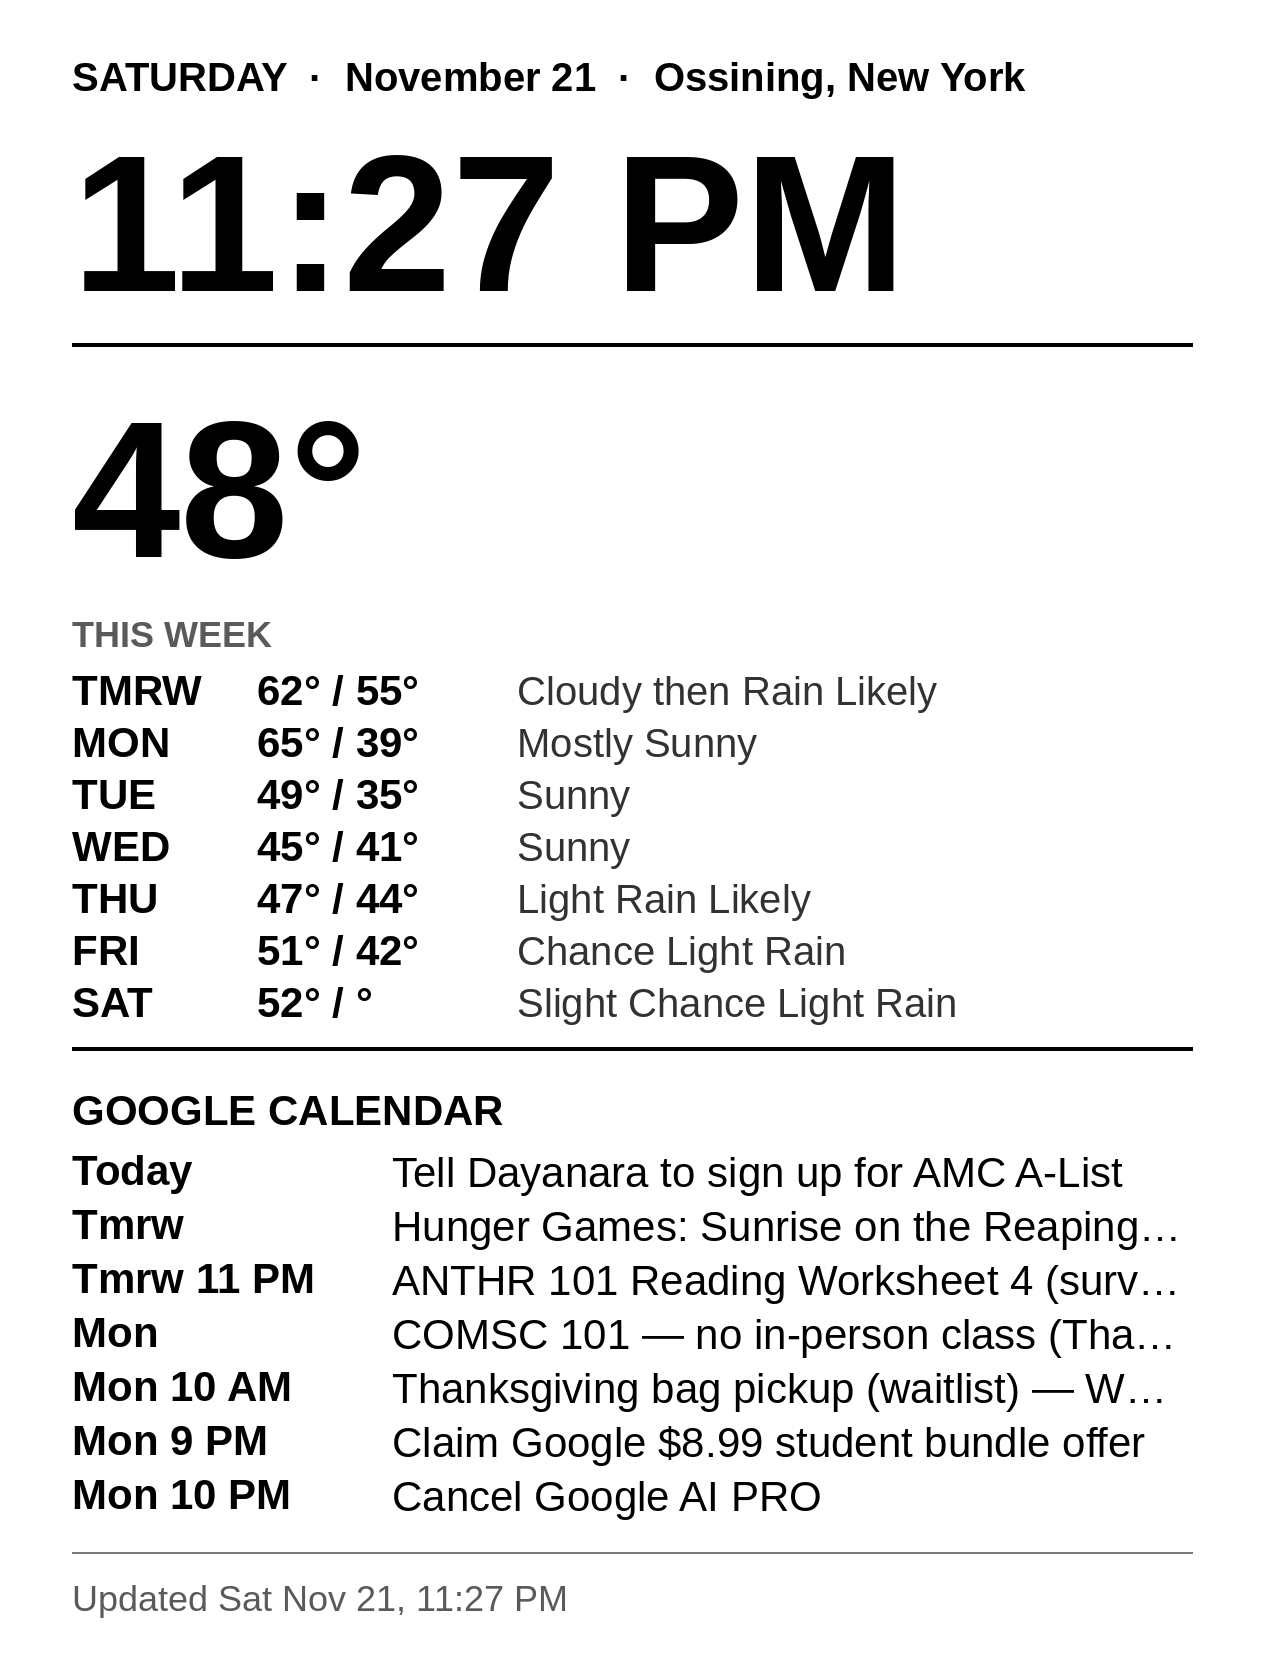 SATURDAY · November 21 · Ossining, New York
11:27 PM
48°
THIS WEEK
TMRW 62° / 55° Cloudy then Rain Likely
MON 65° / 39° Mostly Sunny
TUE 49° / 35° Sunny
WED 45° / 41° Sunny
THU 47° / 44° Light Rain Likely
FRI 51° / 42° Chance Light Rain
SAT 52° / ° Slight Chance Light Rain
GOOGLE CALENDAR
Today Tell Dayanara to sign up for AMC A-List
Tmrw Hunger Games: Sunrise on the Reaping…
Tmrw 11 PM ANTHR 101 Reading Worksheet 4 (surv…
Mon COMSC 101 — no in-person class (Tha…
Mon 10 AM Thanksgiving bag pickup (waitlist) — W…
Mon 9 PM Claim Google $8.99 student bundle offer
Mon 10 PM Cancel Google AI PRO
Updated Sat Nov 21, 11:27 PM